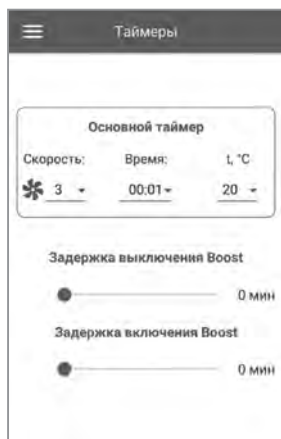 Таймеры
Основной таймер
Скорость: Время: t, °C
3 00:01 20
Задержка выключения Boost
0 мин
Задержка включения Boost
0 мин